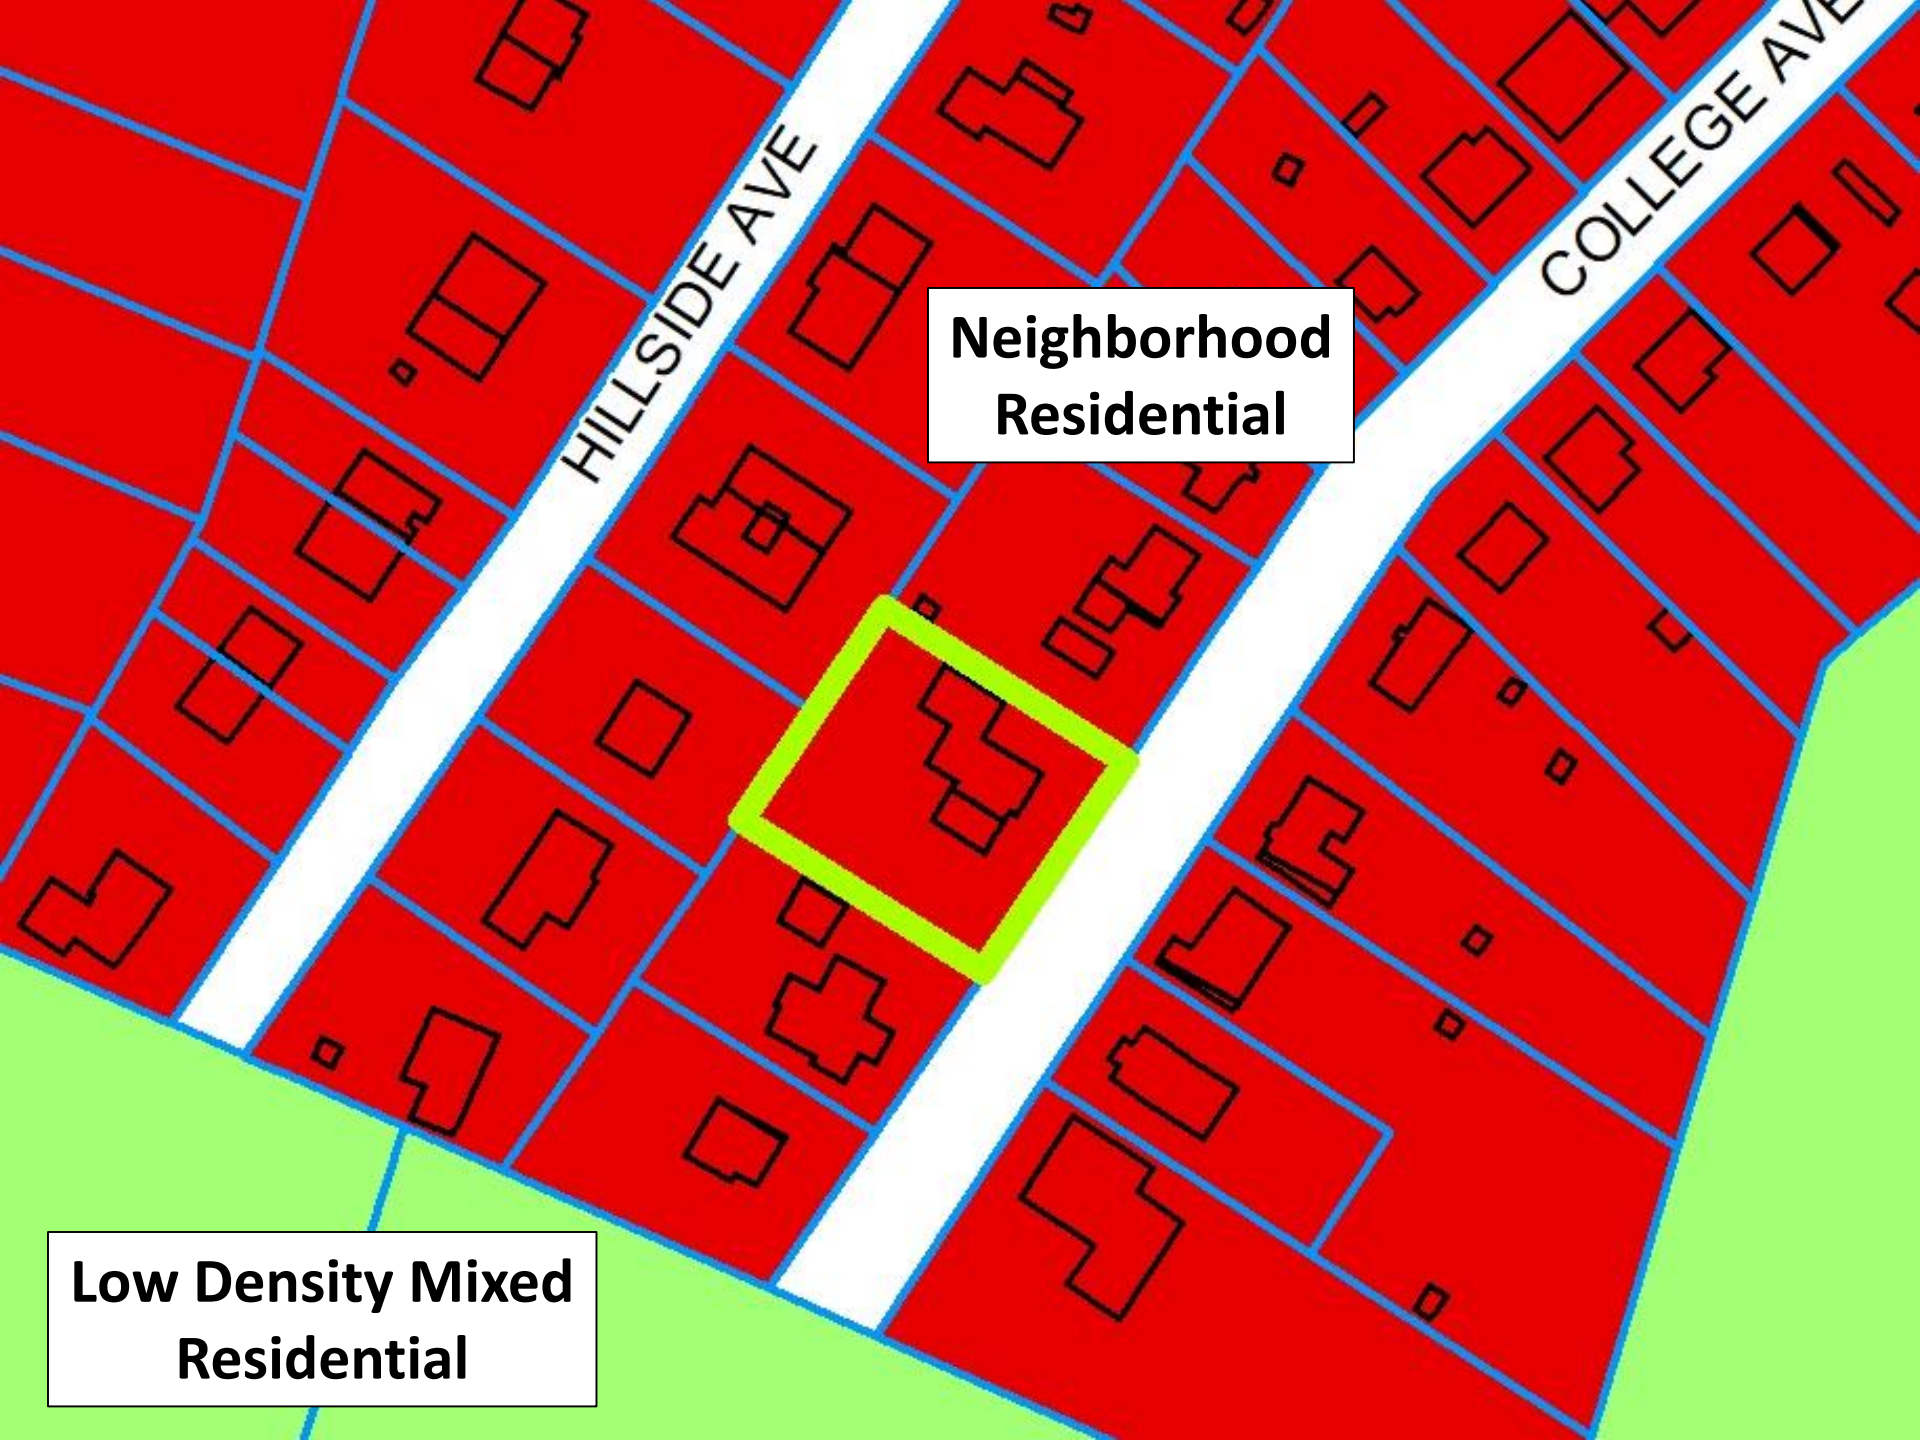 HILLSIDE AVE
COLLEGE AVE
Neighborhood
Residential
Low Density Mixed
Residential